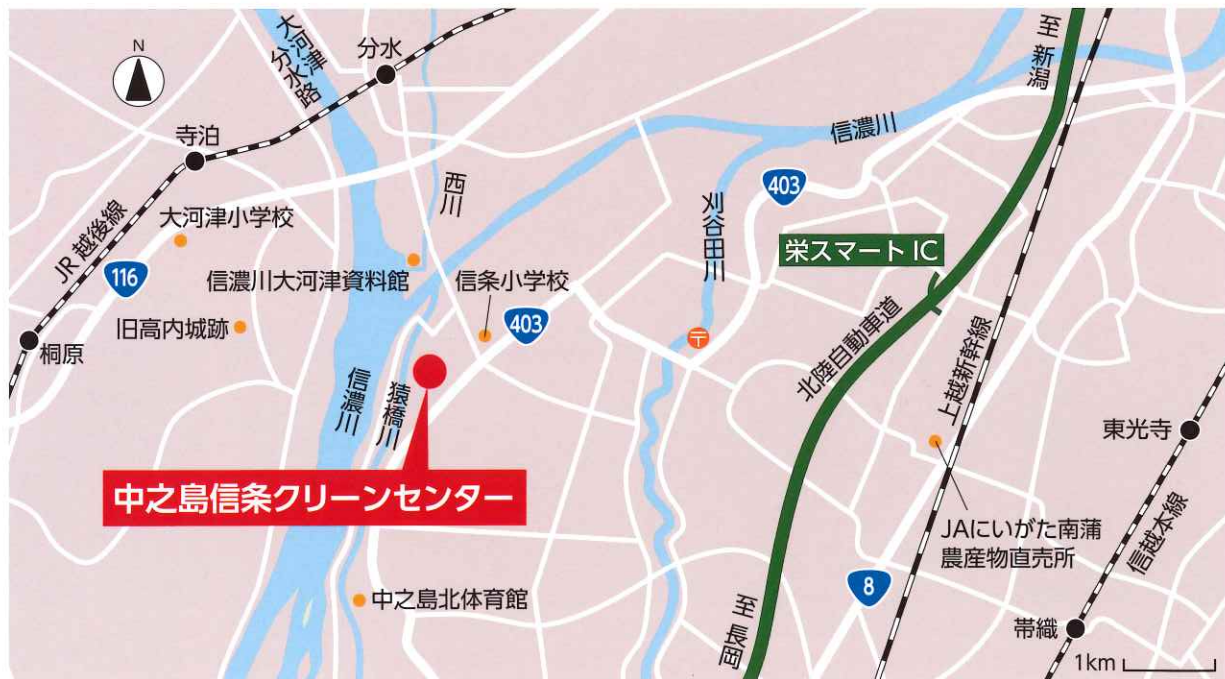 N
大河津
分水路
分水
至 新潟
寺泊
信濃川
西川
403
刈谷田川
大河津小学校
JR 越後線
116
栄スマート IC
信濃川大河津資料館
信条小学校
403
旧高内城跡
〒
桐原
北陸自動車道
上越新幹線
信濃川
猿橋川
東光寺
中之島信条クリーンセンター
JAにいがた南蒲
農産物直売所
信越本線
8
中之島北体育館
至 長岡
帯織
1km